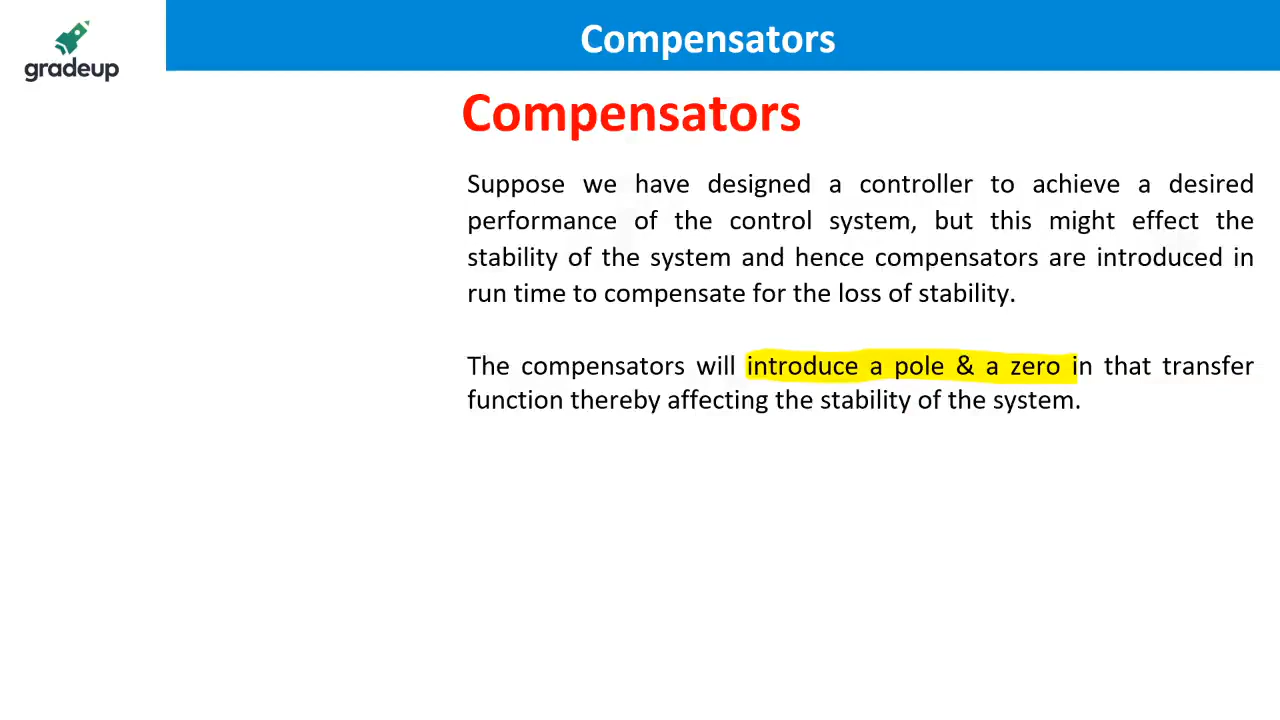 Compensators
gradeup
Compensators
Suppose we have designed a controller to achieve a desired
performance of the control system, but this might effect the
stability of the system and hence compensators are introduced in
run time to compensate for the loss of stability.
The compensators will introduce a pole & a zero in that transfer
function thereby affecting the stability of the system.